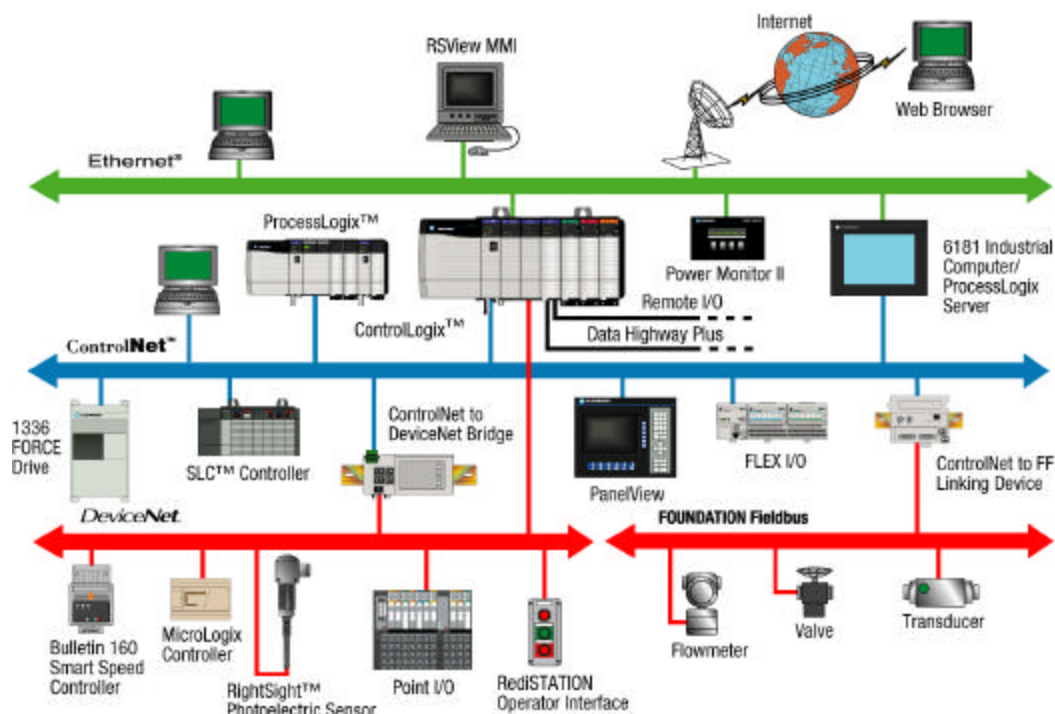 Internet
RSView MMI
Web Browser
Ethernet®
ProcessLogix™
Power Monitor II
6181 Industrial
Computer/
ProcessLogix
Server
Remote I/O
ControlLogix™
Data Highway Plus
ControlNet™
1336
FORCE
Drive
SLC™ Controller
ControlNet to
DeviceNet Bridge
PanelView
FLEX I/O
ControlNet to FF
Linking Device
DeviceNet
FOUNDATION Fieldbus
Bulletin 160
Smart Speed
Controller
MicroLogix
Controller
RightSight™
Photoelectric Sensor
Point I/O
RediSTATION
Operator Interface
Flowmeter
Valve
Transducer